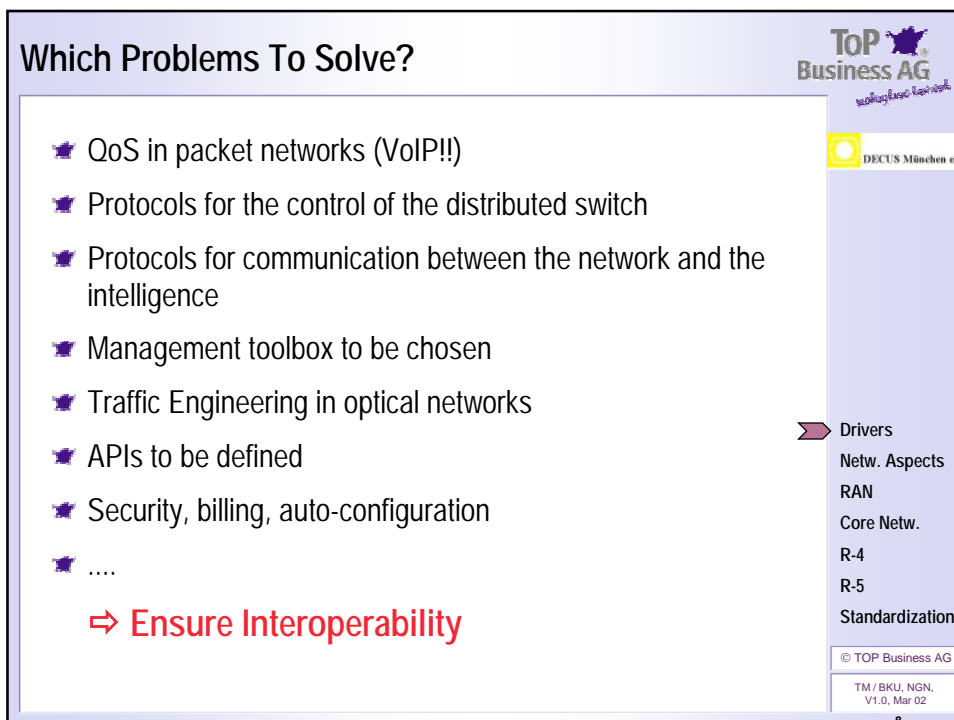 Which Problems To Solve?
ToP
Business AG
DECUS München e
QoS in packet networks (VoIP!!)
Protocols for the control of the distributed switch
Protocols for communication between the network and the
intelligence
Management toolbox to be chosen
Traffic Engineering in optical networks
APIs to be defined
Security, billing, auto-configuration
....
⇨ Ensure Interoperability
Drivers
Netw. Aspects
RAN
Core Netw.
R-4
R-5
Standardization
© TOP Business AG
TM / BKU, NGN,
V1.0, Mar 02